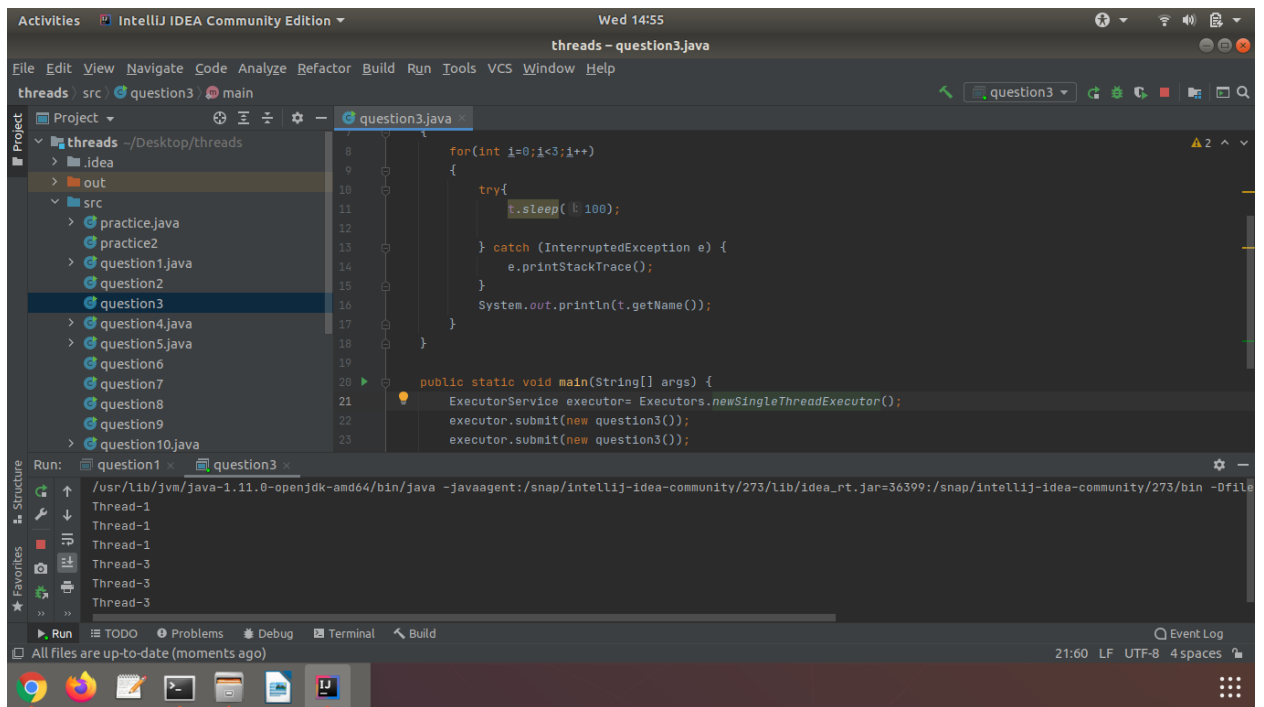 Activities IntelliJ IDEA Community Edition Wed 14:55
threads – question3.java
File Edit View Navigate Code Analyze Refactor Build Run Tools VCS Window Help
threads src question3 main question3
Project question3.java
threads ~/Desktop/threads
.idea
out
src
practice.java
practice2
question1.java
question2
question3
question4.java
question5.java
question6
question7
question8
question9
question10.java
Project
7 {
8 for(int i=0;i<3;i++)
9 {
10 try{
11 t.sleep( l: 100);
12
13 } catch (InterruptedException e) {
14 e.printStackTrace();
15 }
16 System.out.println(t.getName());
17 }
18 }
19
20 public static void main(String[] args) {
21 ExecutorService executor= Executors.newSingleThreadExecutor();
22 executor.submit(new question3());
23 executor.submit(new question3());
2
Run: question1 question3
/usr/lib/jvm/java-1.11.0-openjdk-amd64/bin/java -javaagent:/snap/intellij-idea-community/273/lib/idea_rt.jar=36399:/snap/intellij-idea-community/273/bin -Dfile
Thread-1
Thread-1
Thread-1
Thread-3
Thread-3
Thread-3
Structure
Favorites
Run TODO Problems Debug Terminal Build Event Log
All files are up-to-date (moments ago) 21:60 LF UTF-8 4 spaces